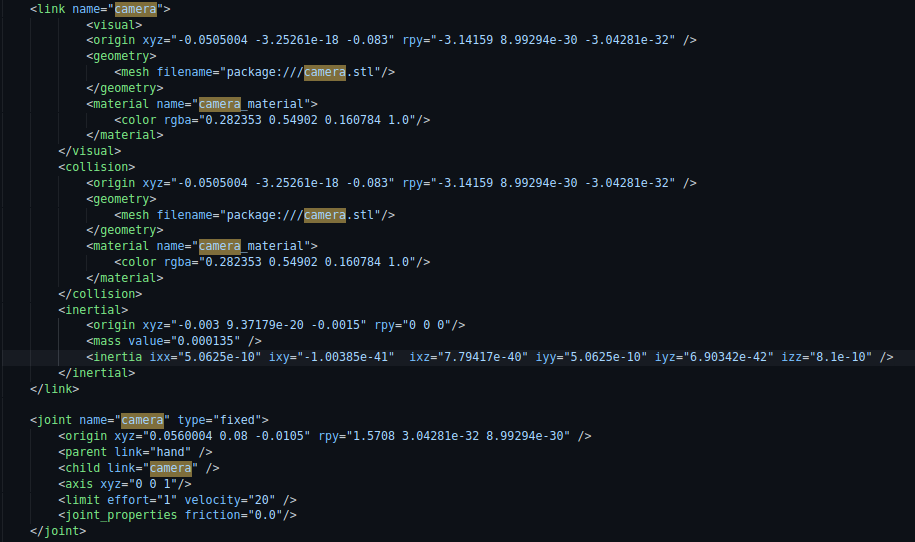 <link name="camera">
<visual>
<origin xyz="-0.0505004 -3.25261e-18 -0.083" rpy="-3.14159 8.99294e-30 -3.04281e-32" />
<geometry>
<mesh filename="package:///camera.stl"/>
</geometry>
<material name="camera_material">
<color rgba="0.282353 0.54902 0.160784 1.0"/>
</material>
</visual>
<collision>
<origin xyz="-0.0505004 -3.25261e-18 -0.083" rpy="-3.14159 8.99294e-30 -3.04281e-32" />
<geometry>
<mesh filename="package:///camera.stl"/>
</geometry>
<material name="camera_material">
<color rgba="0.282353 0.54902 0.160784 1.0"/>
</material>
</collision>
<inertial>
<origin xyz="-0.003 9.37179e-20 -0.0015" rpy="0 0 0"/>
<mass value="0.000135" />
<inertia ixx="5.0625e-10" ixy="-1.00385e-41"  ixz="7.79417e-40" iyy="5.0625e-10" iyz="6.90342e-42" izz="8.1e-10" />
</inertial>
</link>
<joint name="camera" type="fixed">
<origin xyz="0.0560004 0.08 -0.0105" rpy="1.5708 3.04281e-32 8.99294e-30" />
<parent link="hand" />
<child link="camera" />
<axis xyz="0 0 1"/>
<limit effort="1" velocity="20" />
<joint_properties friction="0.0"/>
</joint>